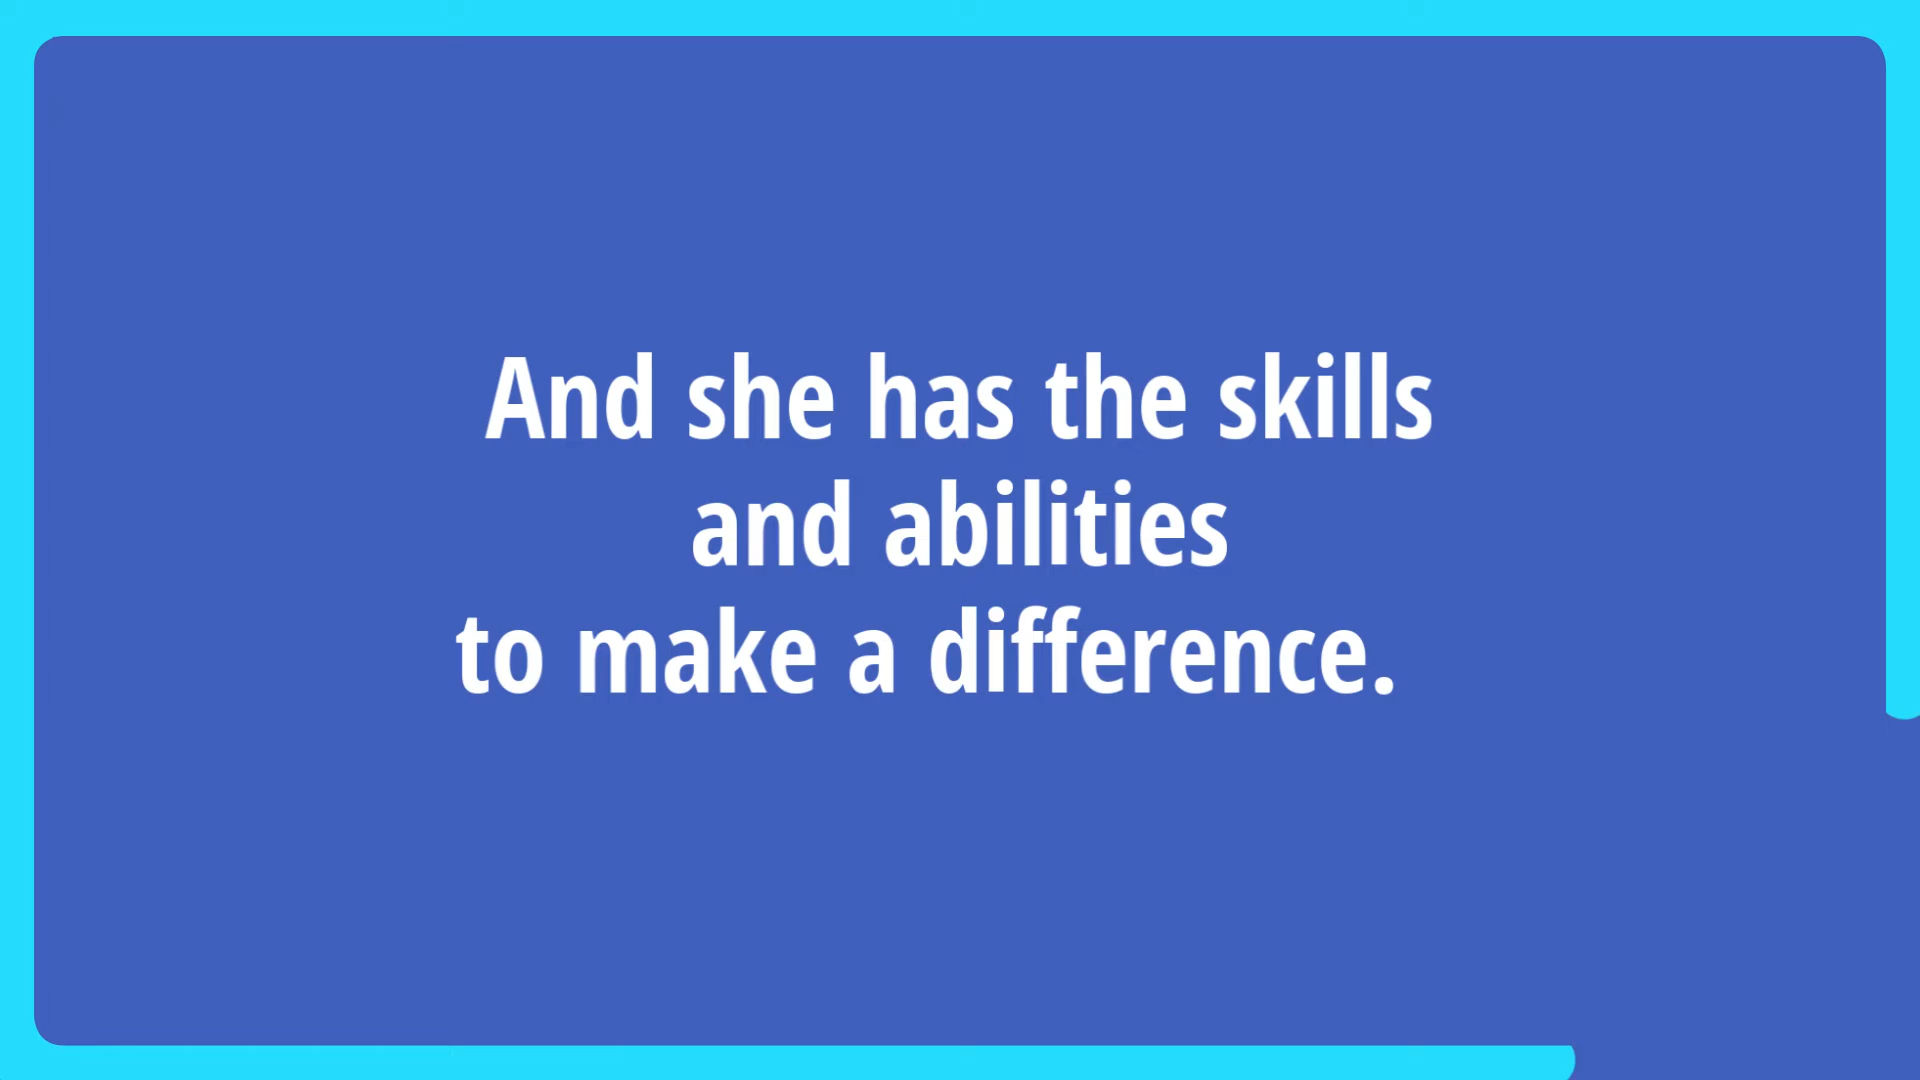 And she has the skills
and abilities
to make a difference.